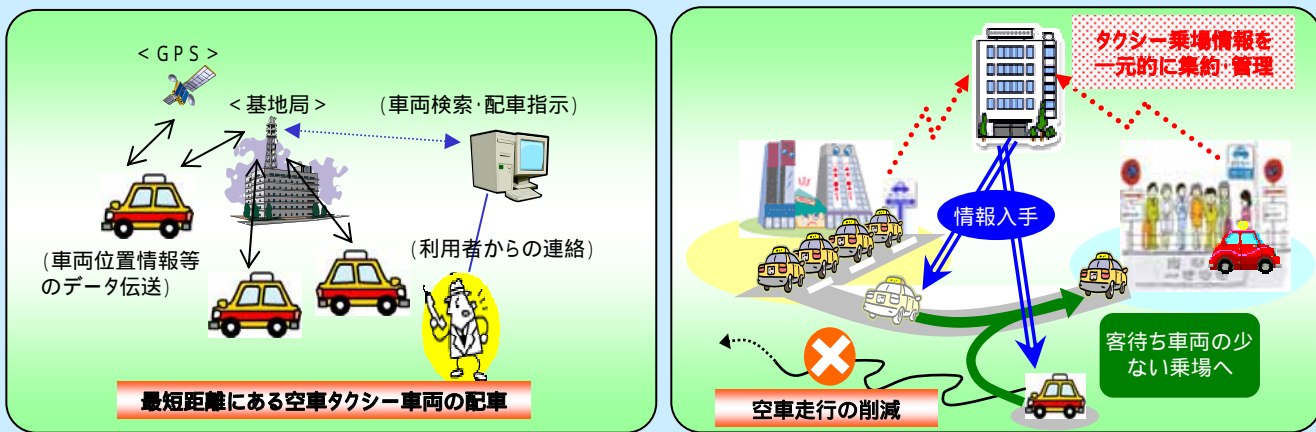 <GPS>
<基地局>
(車両検索･配車指示)
(車両位置情報等
のデータ伝送)
(利用者からの連絡)
最短距離にある空車タクシー車両の配車
タクシー乗場情報を
一元的に集約･管理
情報入手
客待ち車両の少
ない乗場へ
空車走行の削減